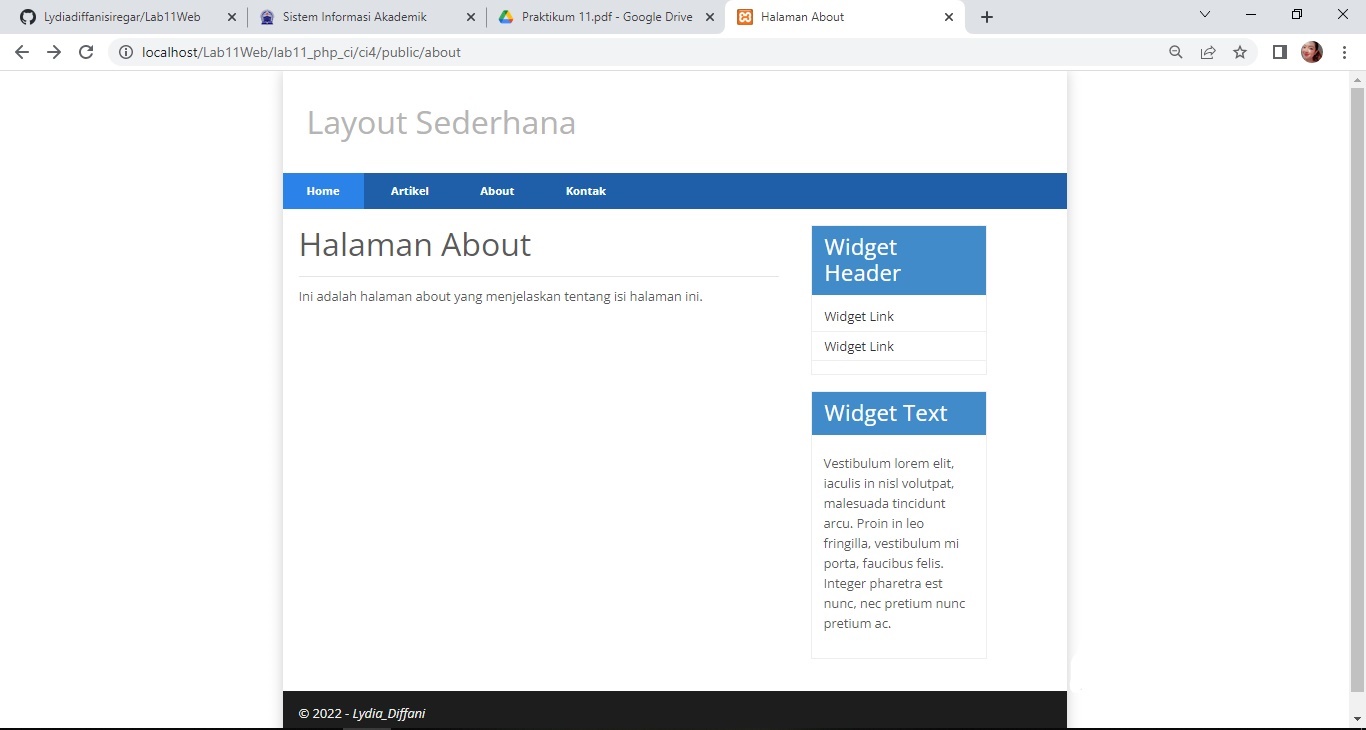 Lydiadiffanisiregar/Lab11Web
Sistem Informasi Akademik
Praktikum 11.pdf - Google Drive
Halaman About
localhost/Lab11Web/lab11_php_ci/ci4/public/about
Layout Sederhana
Home Artikel About Kontak
Halaman About
Ini adalah halaman about yang menjelaskan tentang isi halaman ini.
Widget
Header
Widget Link
Widget Link
Widget Text
Vestibulum lorem elit,
iaculis in nisl volutpat,
malesuada tincidunt
arcu. Proin in leo
fringilla, vestibulum mi
porta, faucibus felis.
Integer pharetra est
nunc, nec pretium nunc
pretium ac.
© 2022 - Lydia_Diffani